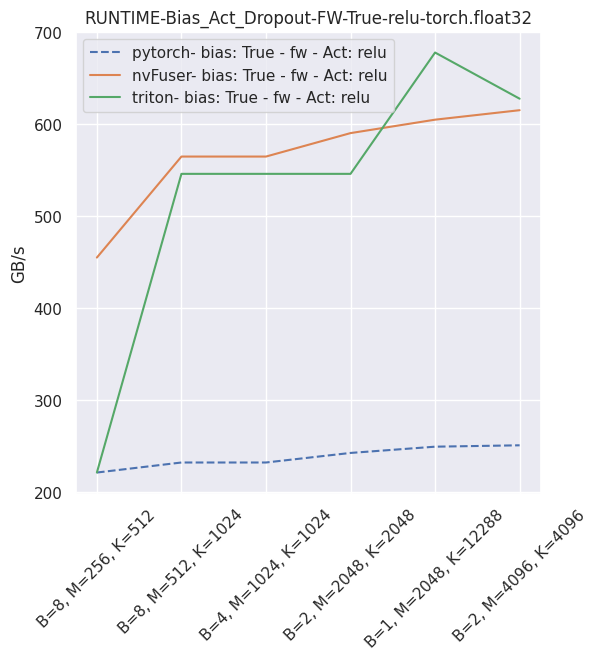 RUNTIME-Bias_Act_Dropout-FW-True-relu-torch.float32
pytorch- bias: True - fw - Act: relu
nvFuser- bias: True - fw - Act: relu
triton- bias: True - fw - Act: relu
GB/s
700
600
500
400
300
200
B=8, M=256, K=512
B=8, M=512, K=1024
B=4, M=1024, K=1024
B=2, M=2048, K=2048
B=1, M=2048, K=12288
B=2, M=4096, K=4096